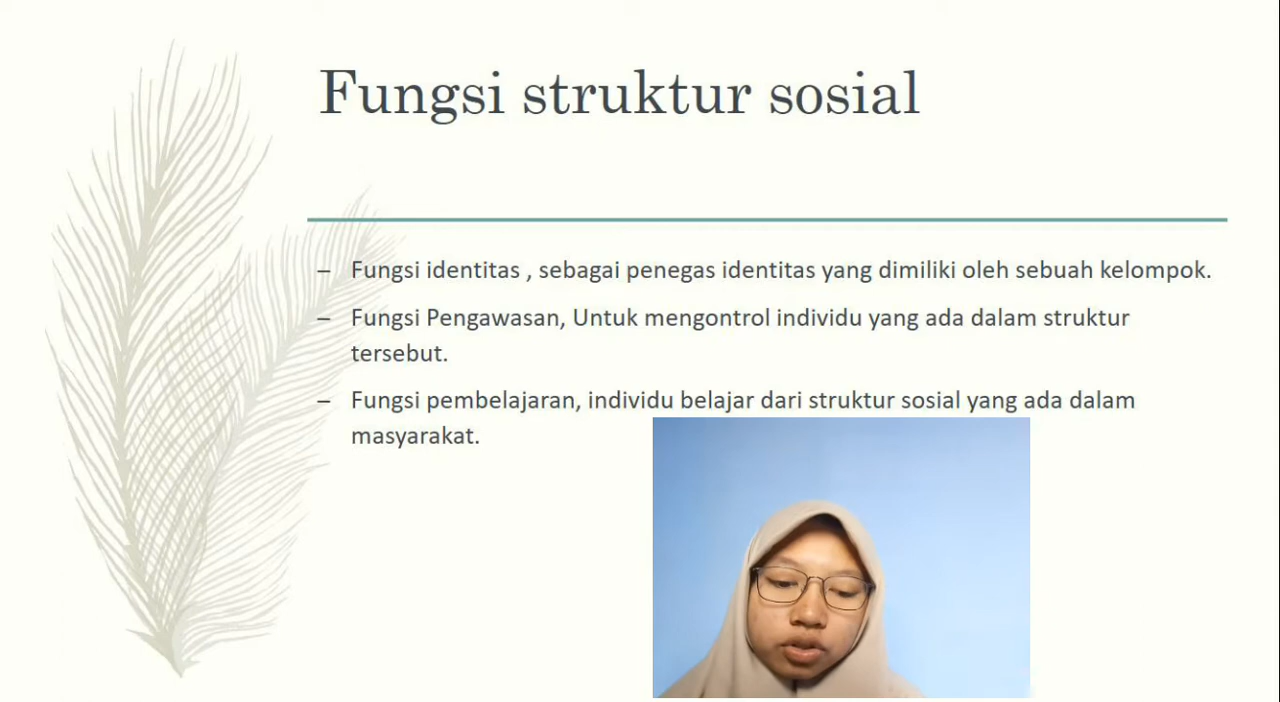 Fungsi struktur sosial
– Fungsi identitas , sebagai penegas identitas yang dimiliki oleh sebuah kelompok.
– Fungsi Pengawasan, Untuk mengontrol individu yang ada dalam struktur
tersebut.
– Fungsi pembelajaran, individu belajar dari struktur sosial yang ada dalam
masyarakat.